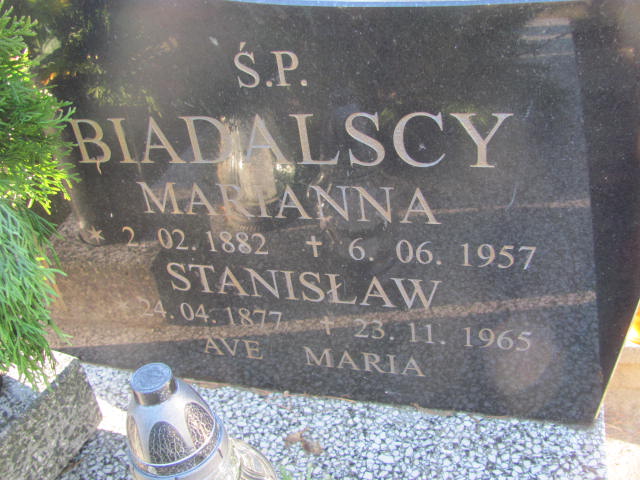 Ś.P.
BIADALSCY
MARIANNA
* 2. 02. 1882 ✝ 6. 06. 1957
STANISŁAW
* 24. 04. 1877 ✝ 23. 11. 1965
AVE MARIA